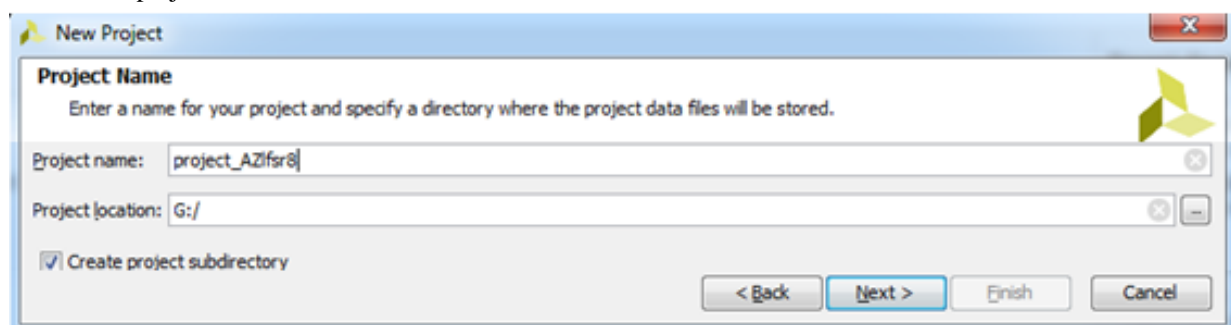 New Project
Project Name
Enter a name for your project and specify a directory where the project data files will be stored.
Project name: project_AZlfsr8
Project location: G:/
...
Create project subdirectory
< Back Next > Finish Cancel